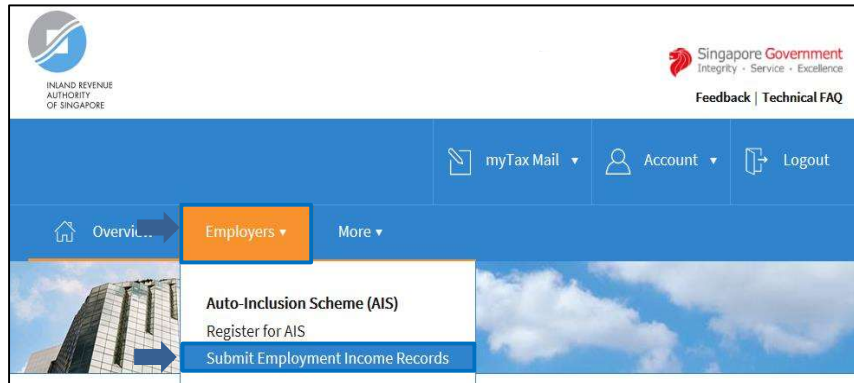 INLAND REVENUE
AUTHORITY
OF SINGAPORE
Singapore Government
Integrity · Service · Excellence
Feedback | Technical FAQ
myTax Mail ▾
Account ▾
Logout
Employers ▾
More ▾
Auto-Inclusion Scheme (AIS)
Register for AIS
Submit Employment Income Records